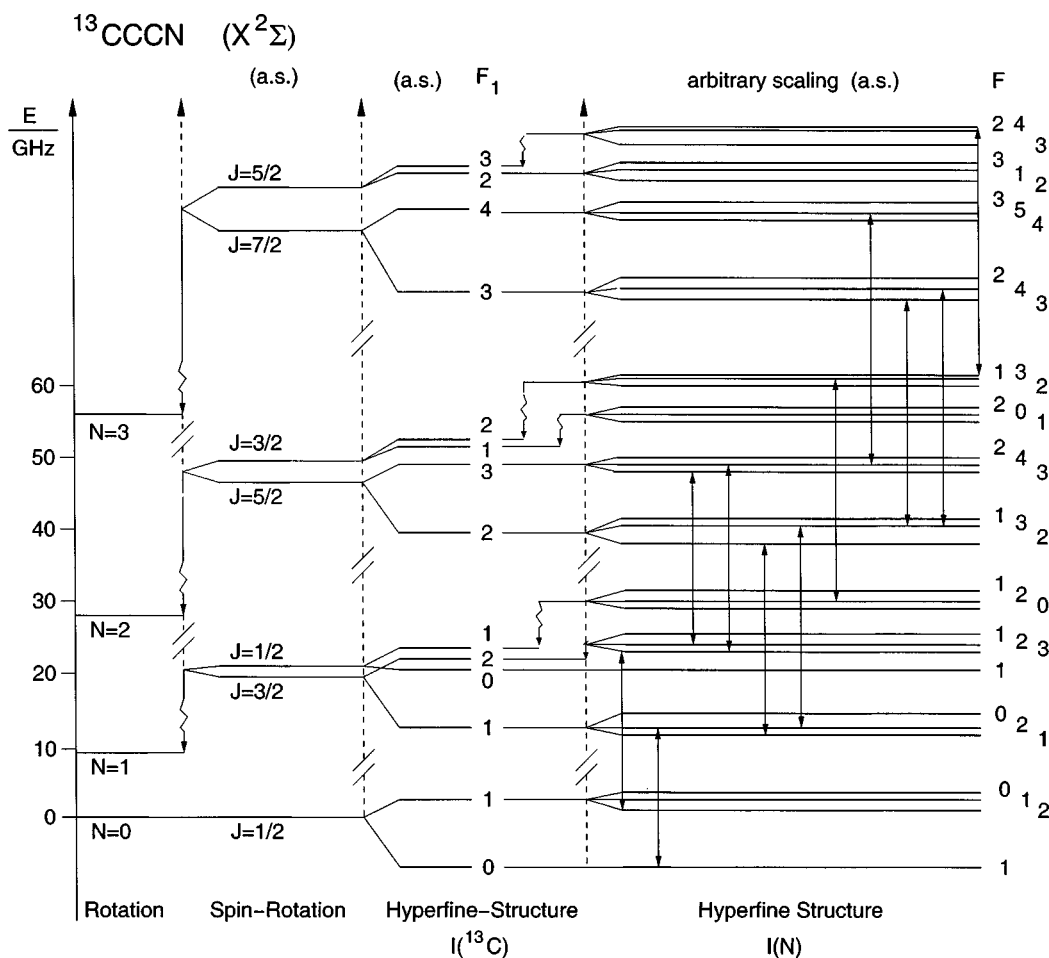 ¹³CCCN (X²Σ)
(a.s.) (a.s.) F₁ arbitrary scaling (a.s.) F
E
GHz
2 4
3
3
J=5/2 3 1
2 2
3
4 5
J=7/2 4
2
3 4
3
60 1 3
2
N=3 2 2 0
J=3/2 1 1
50 3 2 4
3
J=5/2
40 2 1 3
2
30 1 2
N=2 0
1 1 2
J=1/2 2 3
20 0 1
J=3/2
1 0 2
10 1
N=1
1 0 1
0 2
N=0 J=1/2
0 1
Rotation Spin-Rotation Hyperfine-Structure Hyperfine Structure
I(¹³C) I(N)